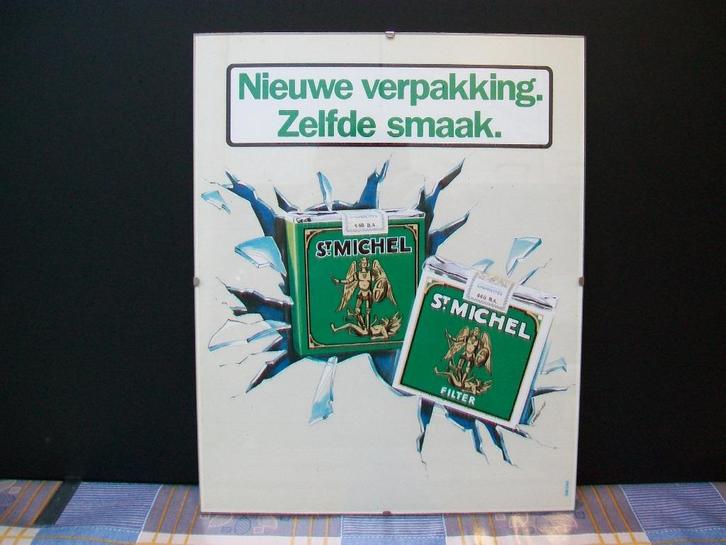 Nieuwe verpakking.
Zelfde smaak.
ST MICHEL
ST MICHEL
FILTER